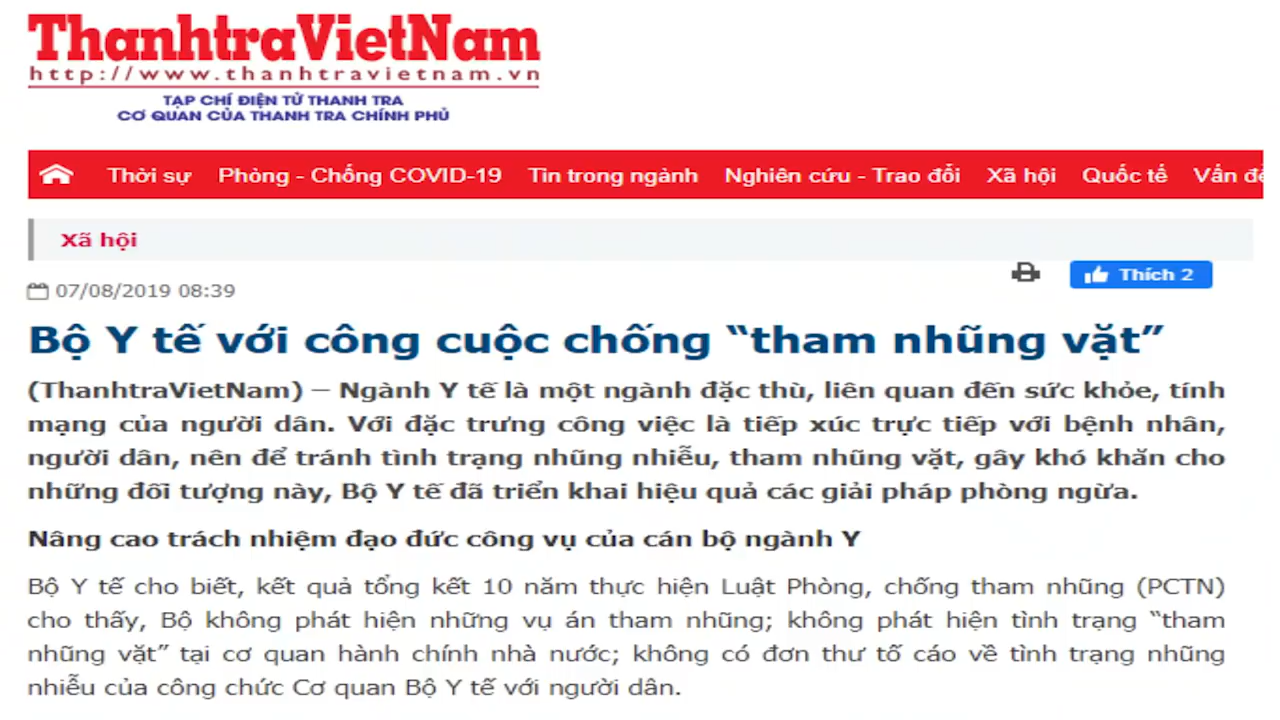 ThanhtraVietNam
http://www.thanhtravietnam.vn
TẠP CHÍ ĐIỆN TỬ THANH TRA
CƠ QUAN CỦA THANH TRA CHÍNH PHỦ
Thời sự Phòng - Chống COVID-19 Tin trong ngành Nghiên cứu - Trao đổi Xã hội Quốc tế Vấn đề
Xã hội
Thích 2
07/08/2019 08:39
Bộ Y tế với công cuộc chống “tham nhũng vặt”
(ThanhtraVietNam) – Ngành Y tế là một ngành đặc thù, liên quan đến sức khỏe, tính
mạng của người dân. Với đặc trưng công việc là tiếp xúc trực tiếp với bệnh nhân,
người dân, nên để tránh tình trạng nhũng nhiễu, tham nhũng vặt, gây khó khăn cho
những đối tượng này, Bộ Y tế đã triển khai hiệu quả các giải pháp phòng ngừa.
Nâng cao trách nhiệm đạo đức công vụ của cán bộ ngành Y
Bộ Y tế cho biết, kết quả tổng kết 10 năm thực hiện Luật Phòng, chống tham nhũng (PCTN)
cho thấy, Bộ không phát hiện những vụ án tham nhũng; không phát hiện tình trạng “tham
nhũng vặt” tại cơ quan hành chính nhà nước; không có đơn thư tố cáo về tình trạng nhũng
nhiễu của công chức Cơ quan Bộ Y tế với người dân.